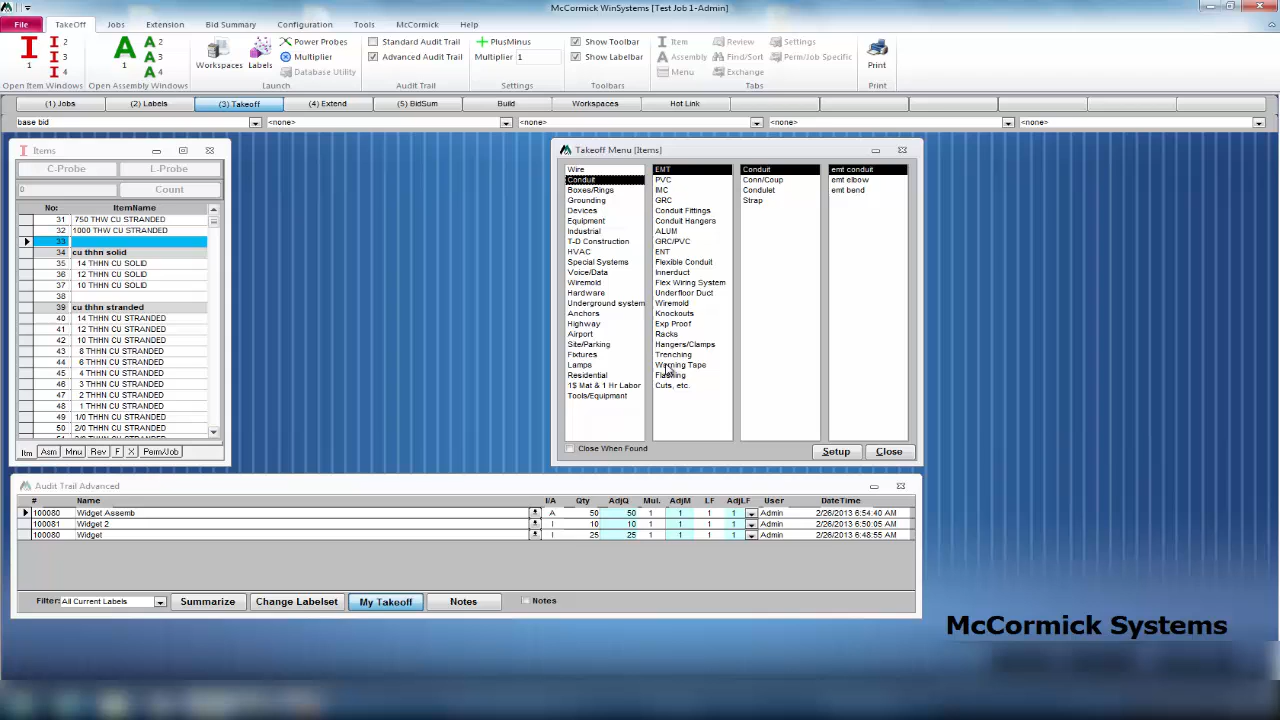 McCormick WinSystems [Test Job 1-Admin]
File TakeOff Jobs Extension Bid Summary Configuration Tools McCormick Help
I 1 I 2 I 3 I 4
Open Item Windows
A 1 A 2 A 3 A 4
Open Assembly Windows
Workspaces Labels
Power Probes
Multiplier
Database Utility
Launch
Standard Audit Trail
Advanced Audit Trail
Audit Trail
PlusMinus
Multiplier 1
Settings
Show Toolbar
Show Labelbar
Toolbars
Item Review Settings
Assembly Find/Sort Perm/Job Specific
Menu Exchange
Tabs
Print
Print
(1) Jobs (2) Labels (3) Takeoff (4) Extend (5) BidSum Build Workspaces Hot Link
base bid <none> <none> <none> <none>
Items
C-Probe L-Probe
0 Count
No: ItemName
31 750 THW CU STRANDED
32 1000 THW CU STRANDED
33
34 cu thhn solid
35 14 THHN CU SOLID
36 12 THHN CU SOLID
37 10 THHN CU SOLID
38
39 cu thhn stranded
40 14 THHN CU STRANDED
41 12 THHN CU STRANDED
42 10 THHN CU STRANDED
43 8 THHN CU STRANDED
44 6 THHN CU STRANDED
45 4 THHN CU STRANDED
46 3 THHN CU STRANDED
47 2 THHN CU STRANDED
48 1 THHN CU STRANDED
49 1/0 THHN CU STRANDED
50 2/0 THHN CU STRANDED
Itm Asm Mnu Rev F X Perm/Job
Takeoff Menu [Items]
Wire
Conduit
Boxes/Rings
Grounding
Devices
Equipment
Industrial
T-D Construction
HVAC
Special Systems
Voice/Data
Wiremold
Hardware
Underground system
Anchors
Highway
Airport
Site/Parking
Fixtures
Lamps
Residential
1$ Mat & 1 Hr Labor
Tools/Equipment
EMT
PVC
IMC
GRC
Conduit Fittings
Conduit Hangers
ALUM
GRC/PVC
ENT
Flexible Conduit
Innerduct
Flex Wiring System
Underfloor Duct
Wiremold
Knockouts
Exp Proof
Racks
Hangers/Clamps
Trenching
Warning Tape
Flashing
Cuts, etc.
Conduit
Conn/Coup
Condulet
Strap
emt conduit
emt elbow
emt bend
Close When Found Setup Close
Audit Trail Advanced
# Name I/A Qty AdjQ Mul. AdjM LF AdjLF User DateTime
100080 Widget Assemb A 50 50 1 1 1 1 Admin 2/26/2013 6:54:40 AM
100081 Widget 2 I 10 10 1 1 1 1 Admin 2/26/2013 6:50:05 AM
100080 Widget I 25 25 1 1 1 1 Admin 2/26/2013 6:48:55 AM
Filter: All Current Labels Summarize Change Labelset My Takeoff Notes Notes
McCormick Systems